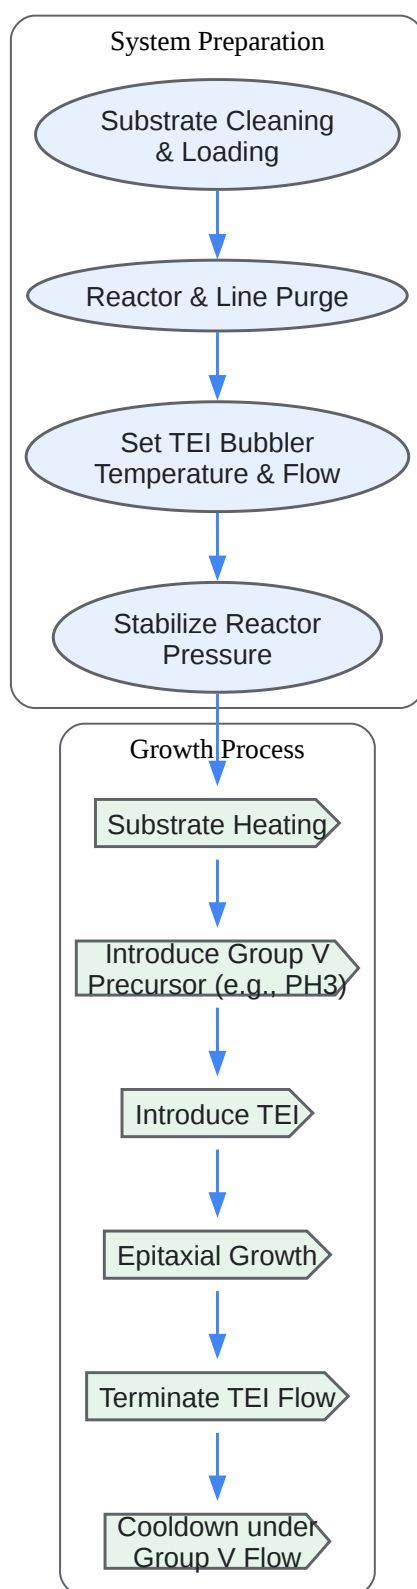 System Preparation
Substrate Cleaning
& Loading
Reactor & Line Purge
Set TEI Bubbler
Temperature & Flow
Stabilize Reactor
Pressure
Growth Process
Substrate Heating
Introduce Group V
Precursor (e.g., PH3)
Introduce TEI
Epitaxial Growth
Terminate TEI Flow
Cooldown under
Group V Flow